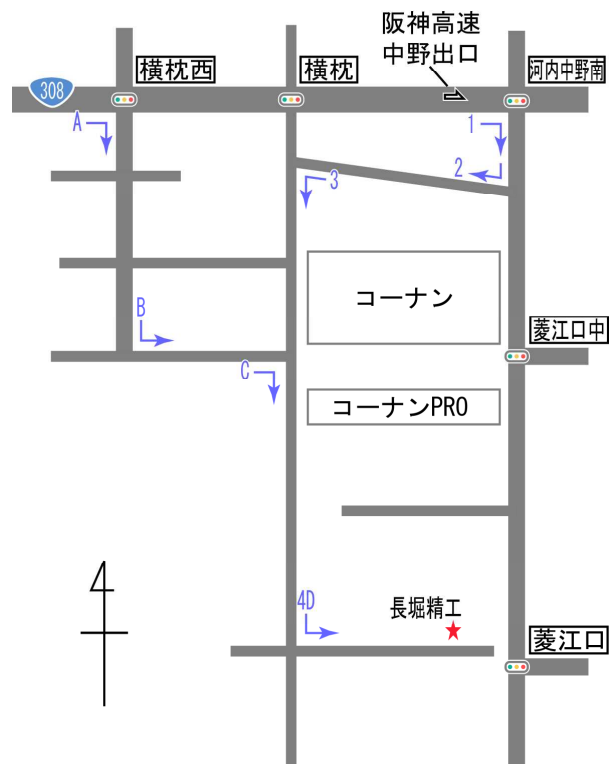 阪神高速
中野出口
308
横枕西
横枕
河内中野南
A
1
2
3
コーナン
B
菱江口中
C
コーナンPRO
4D
長堀精工
菱江口